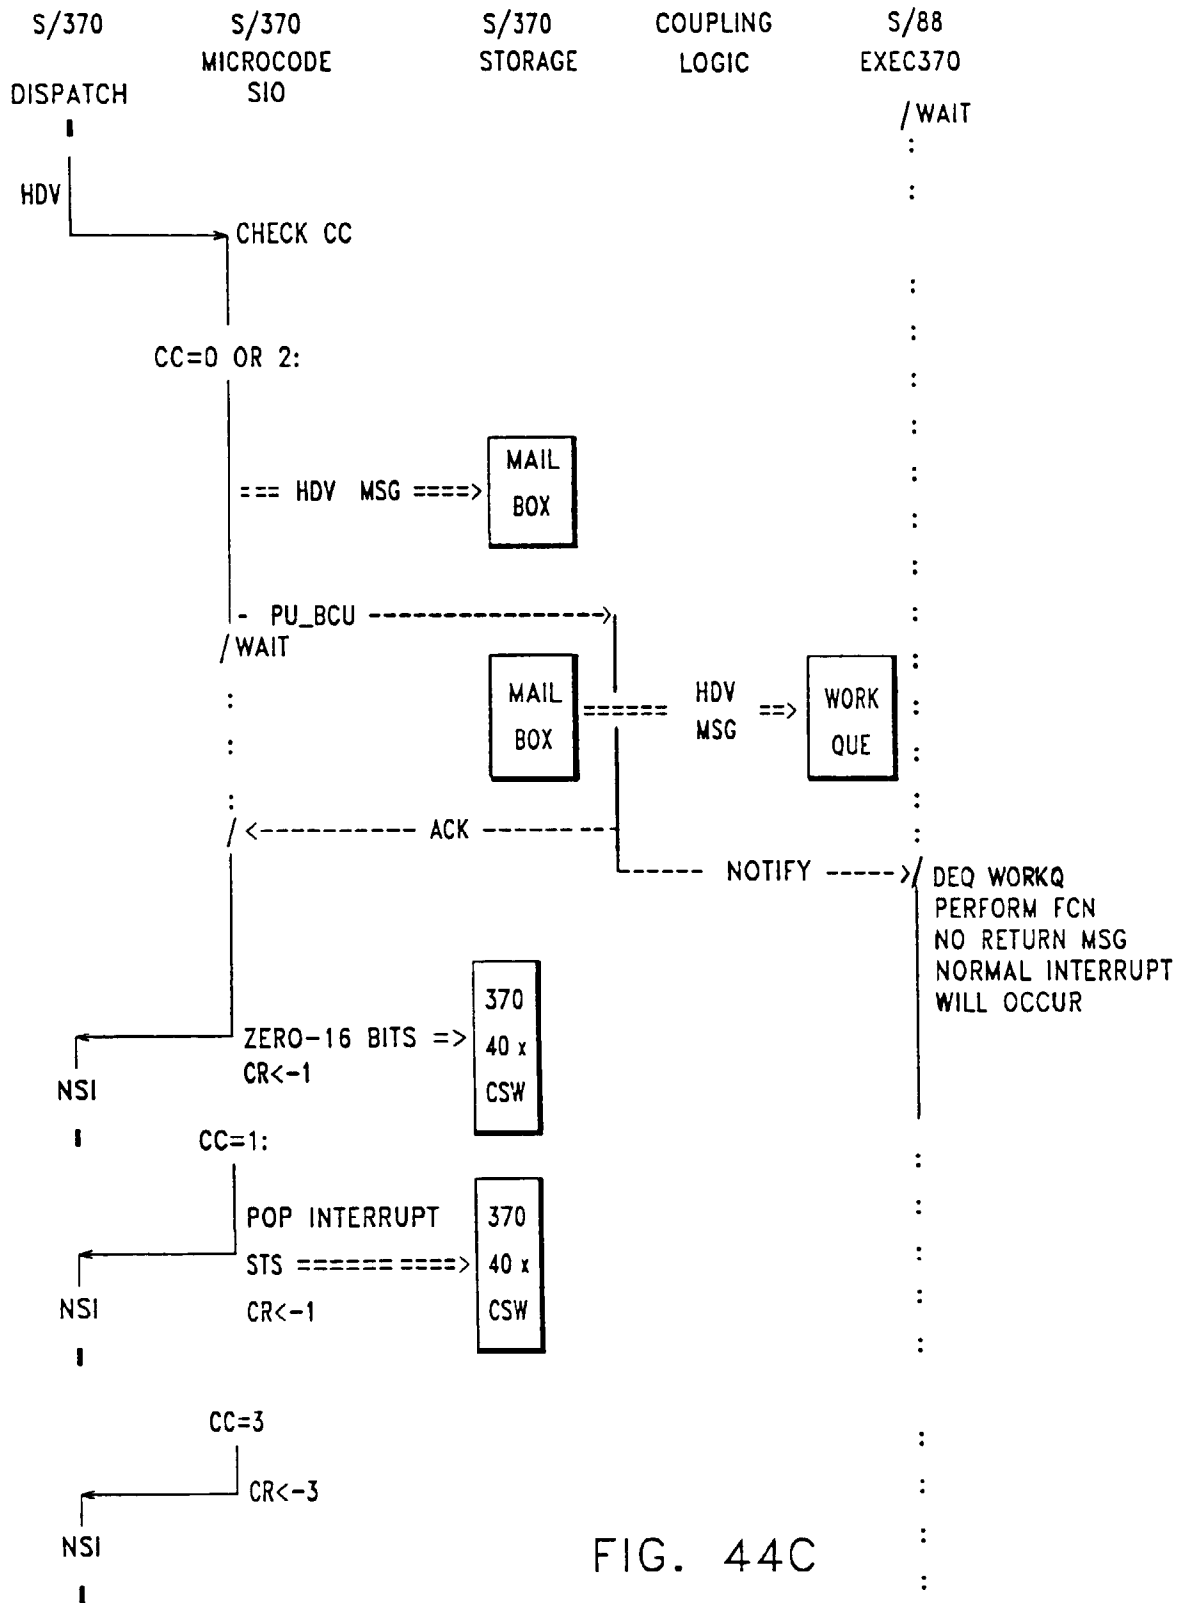 S/370 S/370 S/370 COUPLING S/88
MICROCODE STORAGE LOGIC EXEC370
DISPATCH SIO
/WAIT
HDV
CHECK CC
CC=0 OR 2:
MAIL
=== HDV MSG ====>
BOX
- PU_BCU -------------->
/WAIT
MAIL ===== HDV ==> WORK
BOX MSG QUE
/ <---------- ACK --------
------ NOTIFY ----->/ DEQ WORKQ
PERFORM FCN
NO RETURN MSG
NORMAL INTERRUPT
WILL OCCUR
370
ZERO-16 BITS => 40 x
CR<-1 CSW
NSI
CC=1:
POP INTERRUPT 370
STS ====== ====> 40 x
NSI CR<-1 CSW
CC=3
CR<-3
NSI
FIG. 44C